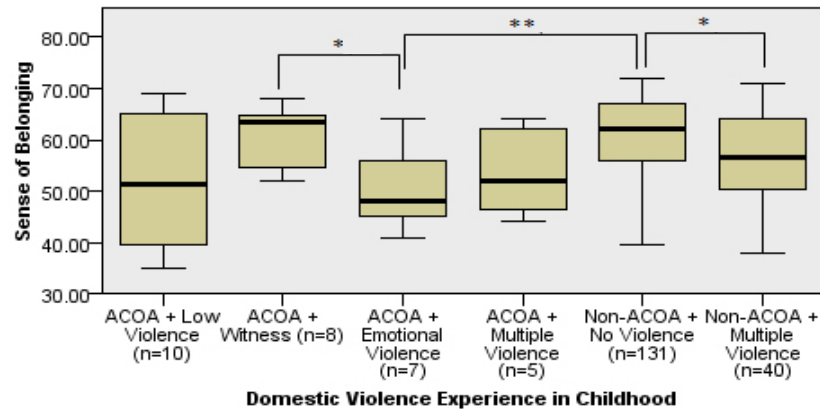 80.00
70.00
60.00
50.00
40.00
30.00
Sense of Belonging
*
**
*
ACOA + Low
Violence
(n=10)
ACOA +
Witness (n=8)
ACOA +
Emotional
Violence
(n=7)
ACOA +
Multiple
Violence
(n=5)
Non-ACOA +
No Violence
(n=131)
Non-ACOA +
Multiple
Violence
(n=40)
Domestic Violence Experience in Childhood